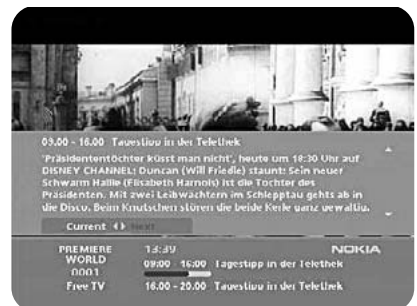 09.00 - 16.00 Tagestipp in der Telethek
'Präsidententöchter küsst man nicht', heute um 18:30 Uhr auf
DISNEY CHANNEL: Duncan (Will Friedle) staunt: Sein neuer
Schwarm Hallie (Elisabeth Harnois) ist die Tochter des
Präsidenten. Mit zwei Leibwächtern im Schlepptau gehts ab in
die Disco. Beim Knutschen stören die beide Kerle ganz gewaltig.
Current Next
PREMIERE 13:39 NOKIA
WORLD 09:00 - 16:00 Tagestipp in der Telethek
0001
Free TV 16.00 - 20.00 Tagestipp in der Telethek